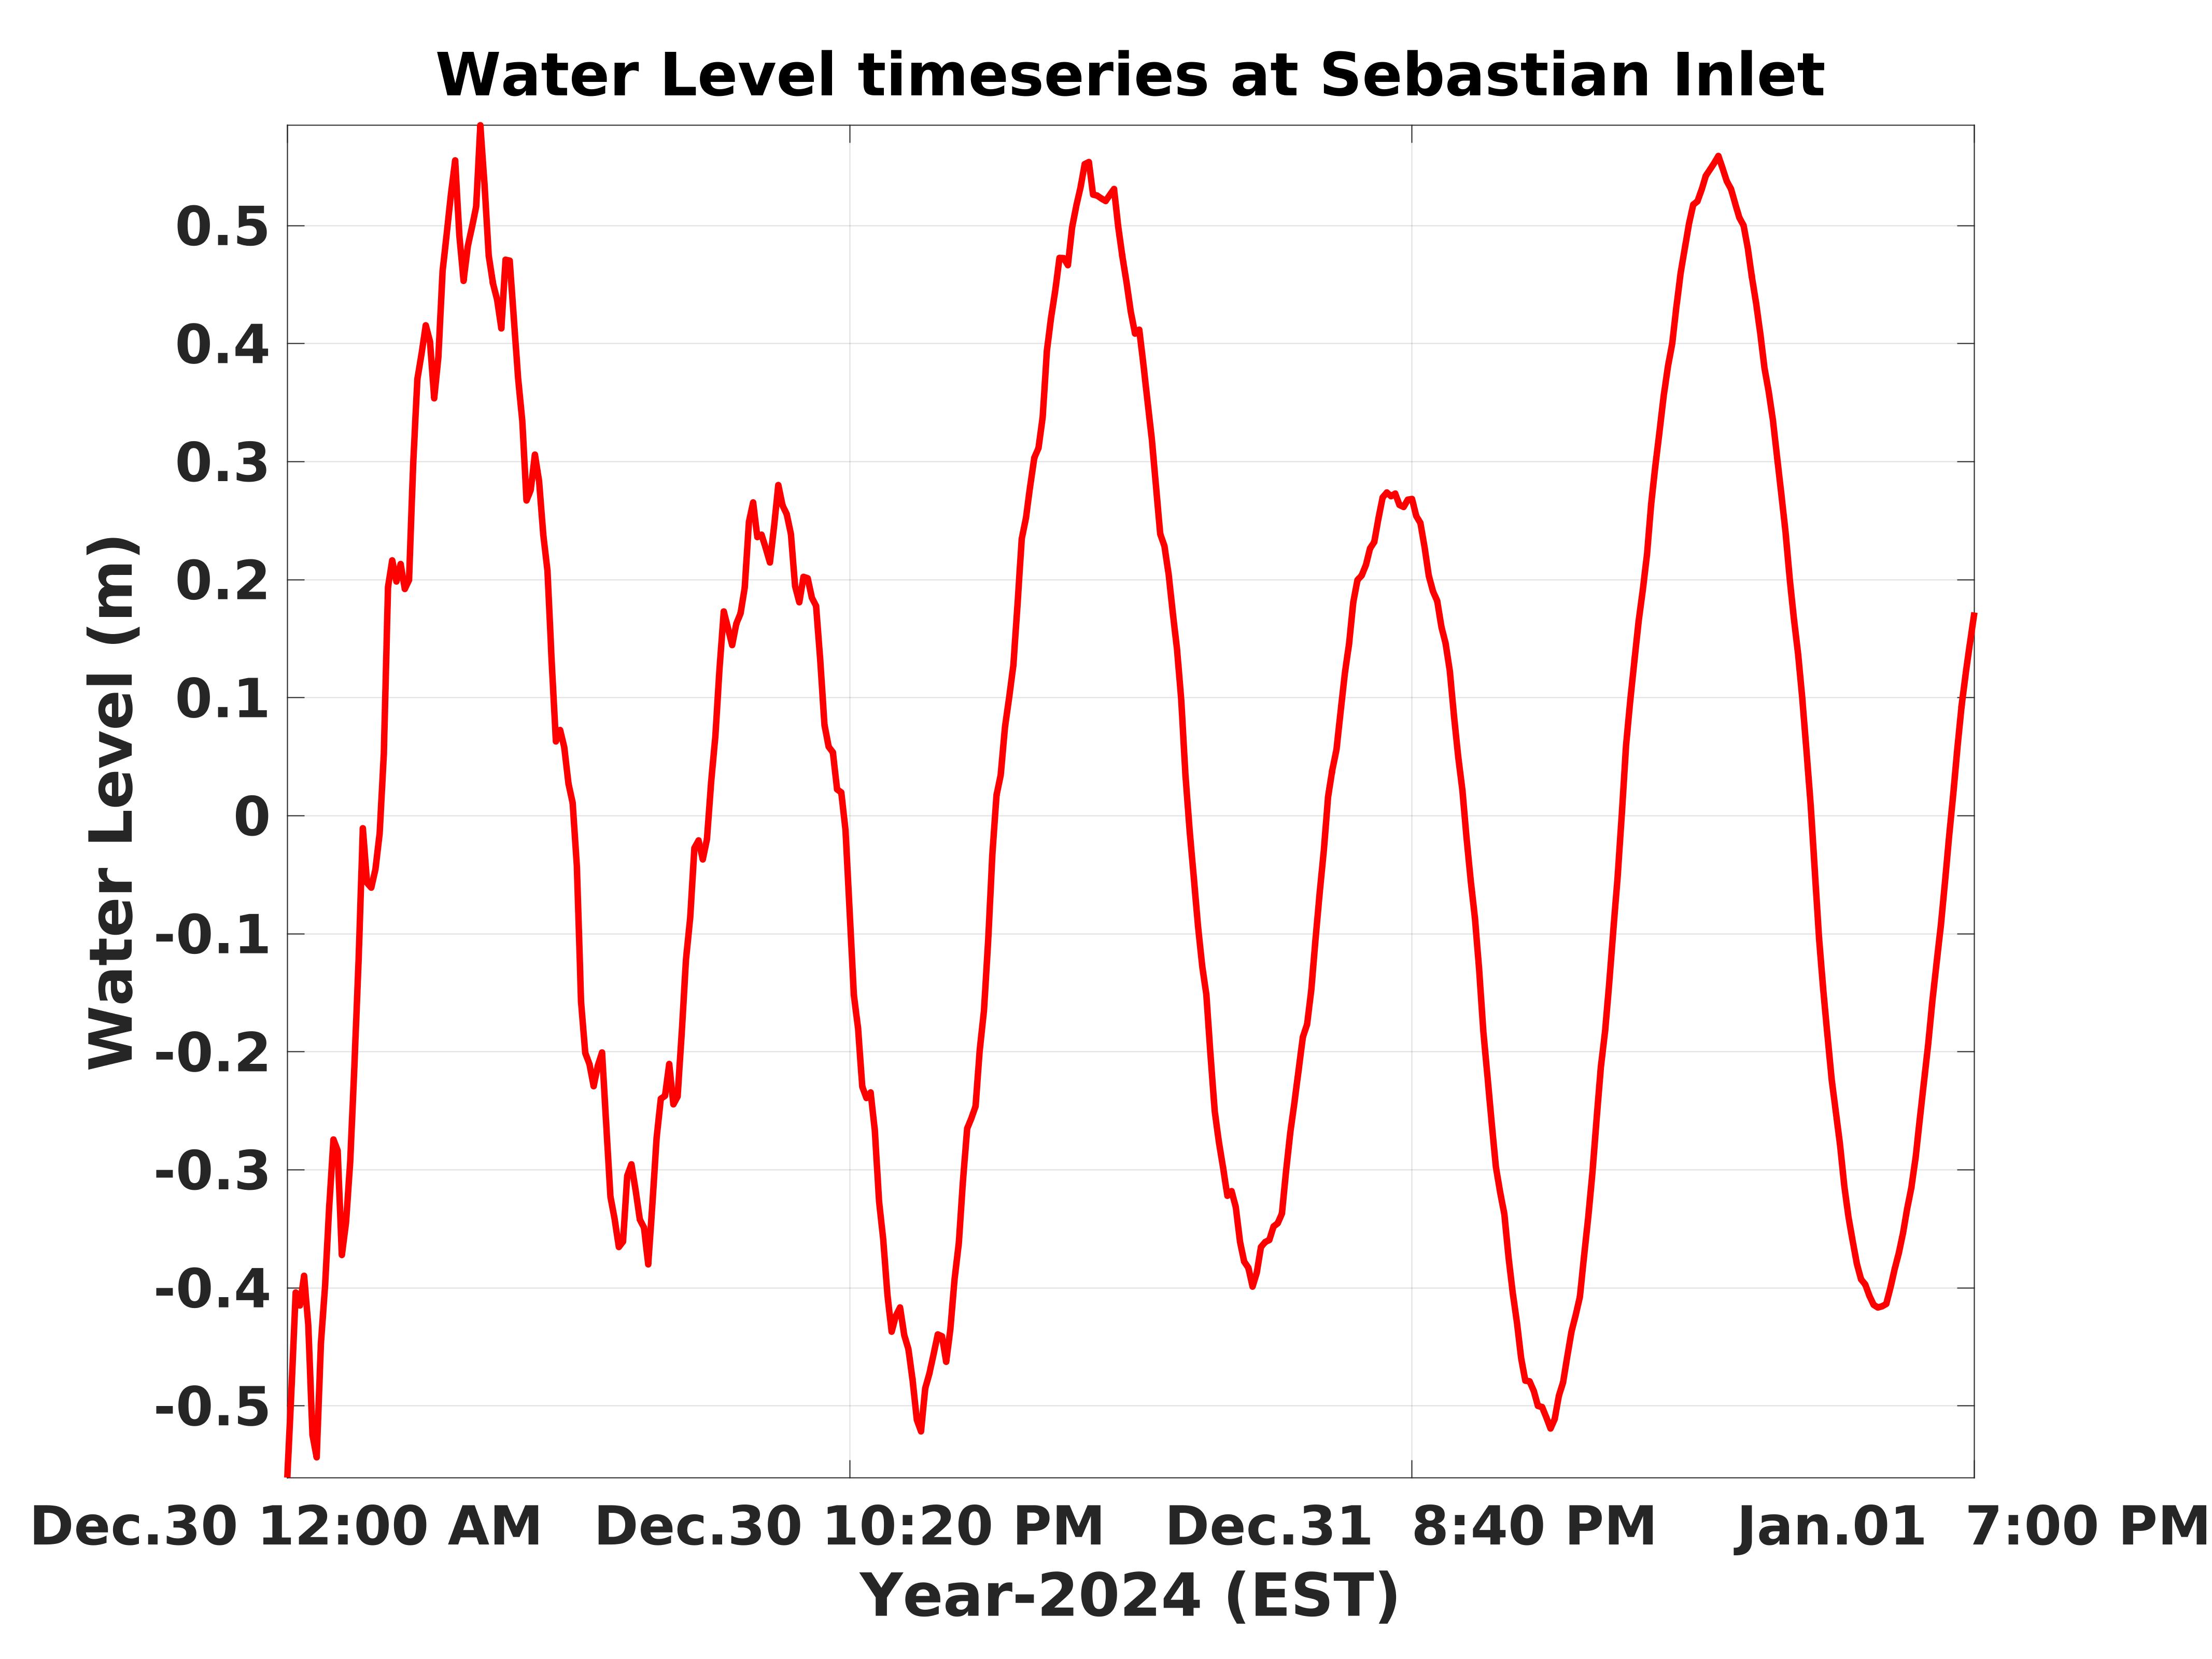 Water Level timeseries at Sebastian Inlet
Water Level (m)
0.5
0.4
0.3
0.2
0.1
0
-0.1
-0.2
-0.3
-0.4
-0.5
Dec.30 12:00 AM
Dec.30 10:20 PM
Dec.31 8:40 PM
Jan.01 7:00 PM
Year-2024 (EST)